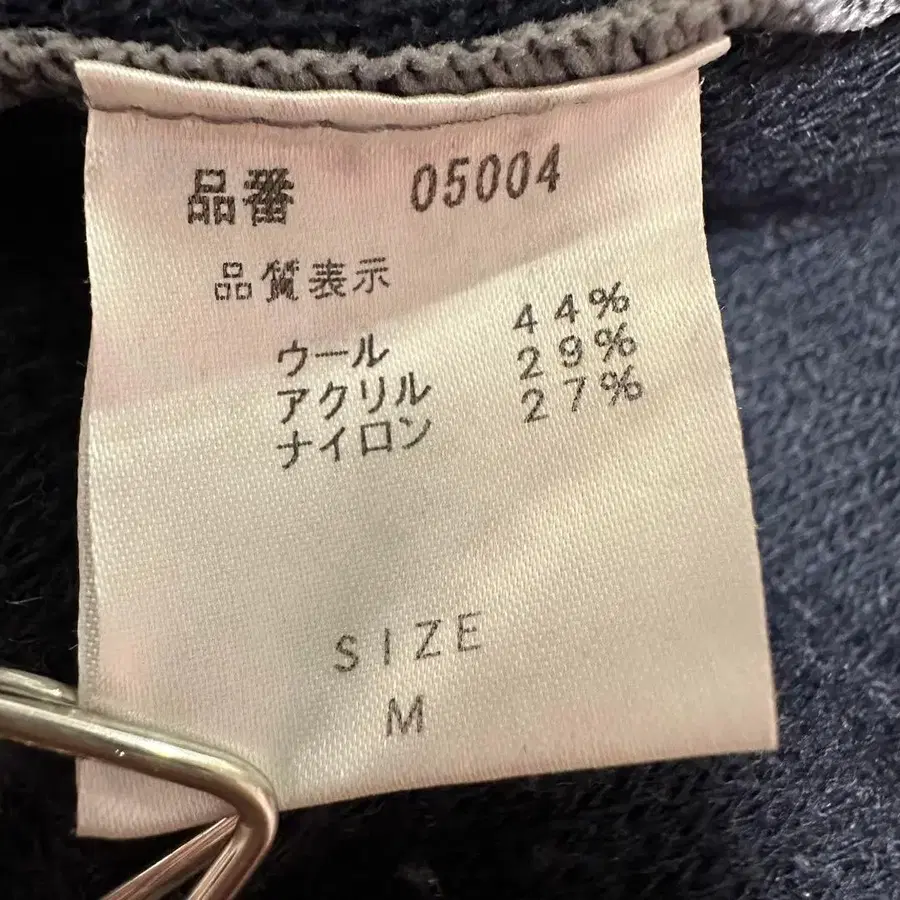 品番 05004
品質表示
ウール 44%
アクリル 29%
ナイロン 27%
SIZE
M